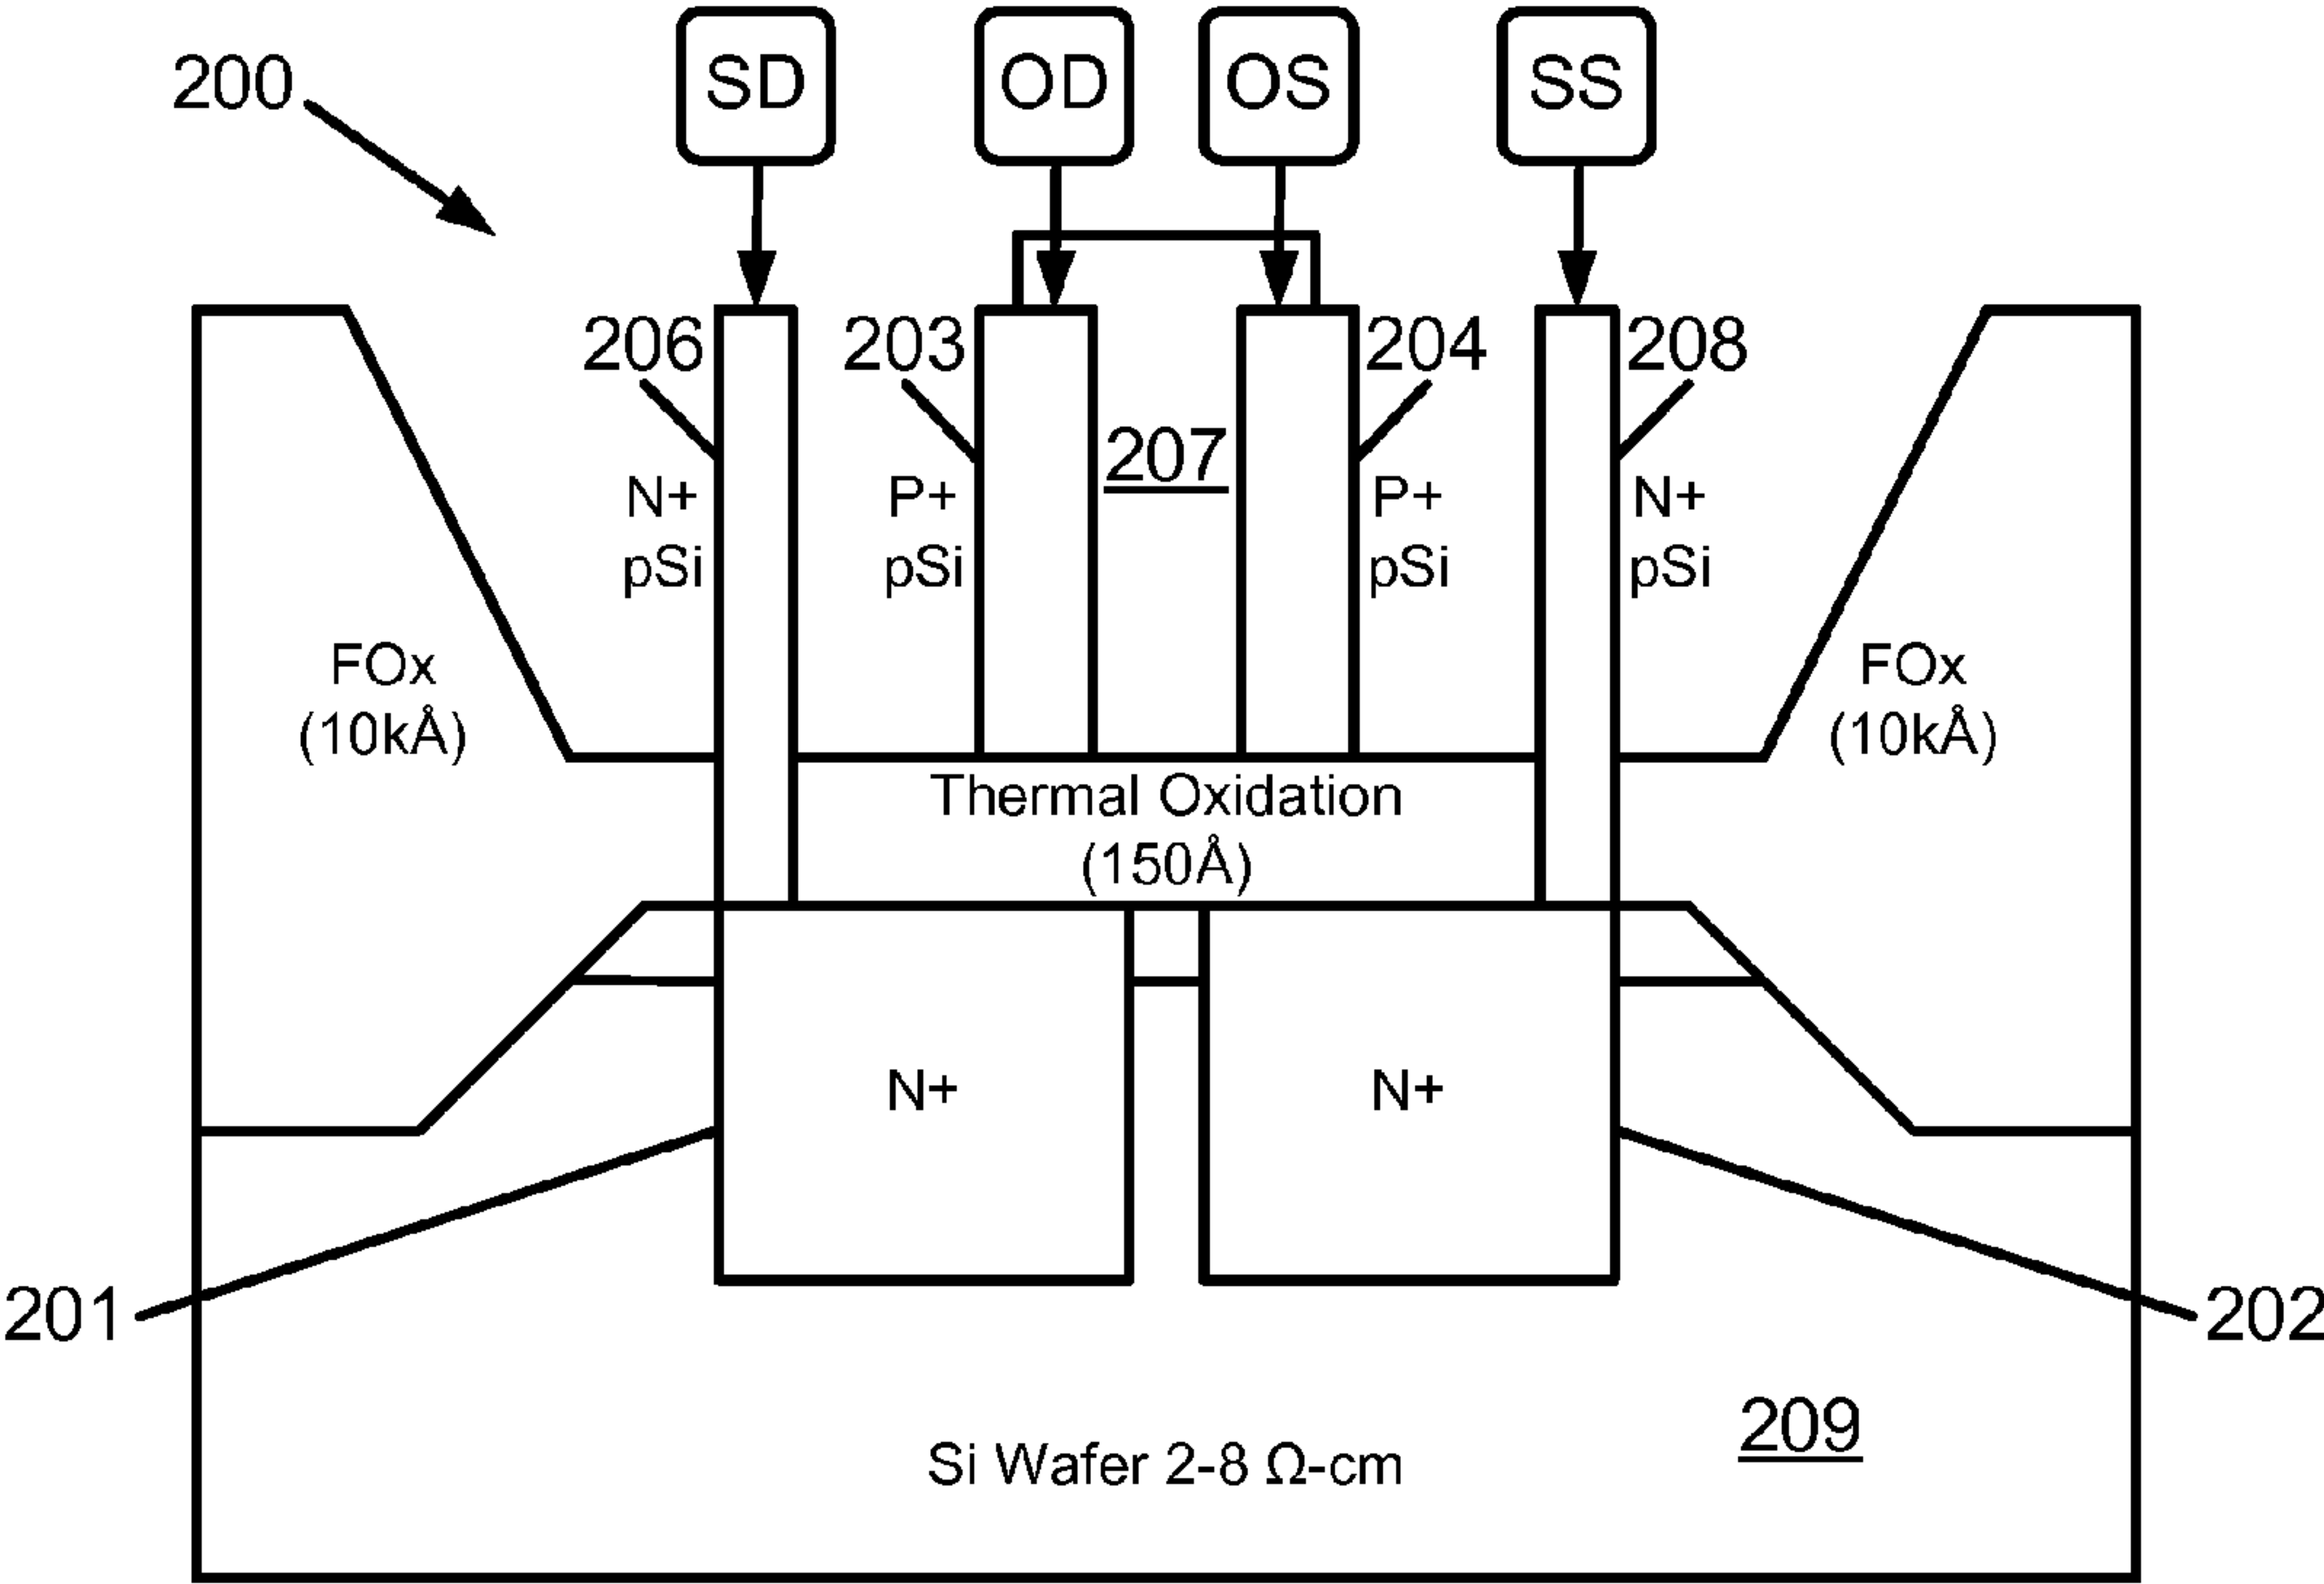 200
SD
OD
OS
SS
206
203
204
208
207
N+
pSi
P+
pSi
P+
pSi
N+
pSi
FOx
(10kÅ)
FOx
(10kÅ)
Thermal Oxidation
(150Å)
N+
N+
201
202
209
Si Wafer 2-8 Ω-cm